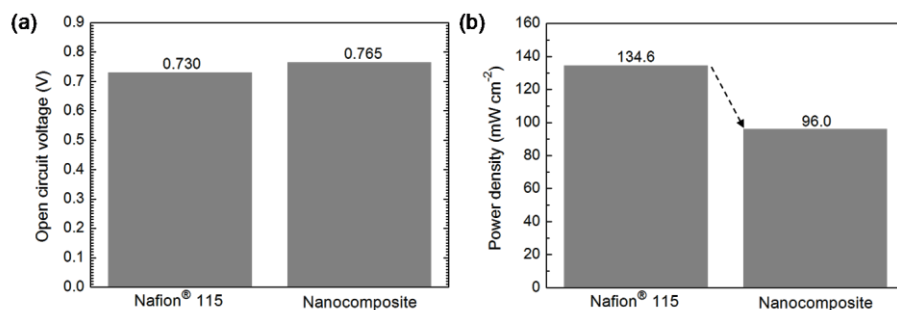 (a)
Open circuit voltage (V)
0.9
0.8
0.7
0.6
0.5
0.4
0.3
0.2
0.1
0.0
0.730
0.765
Nafion® 115
Nanocomposite
(b)
Power density (mW cm⁻²)
160
140
120
100
80
60
40
20
0
134.6
96.0
Nafion® 115
Nanocomposite